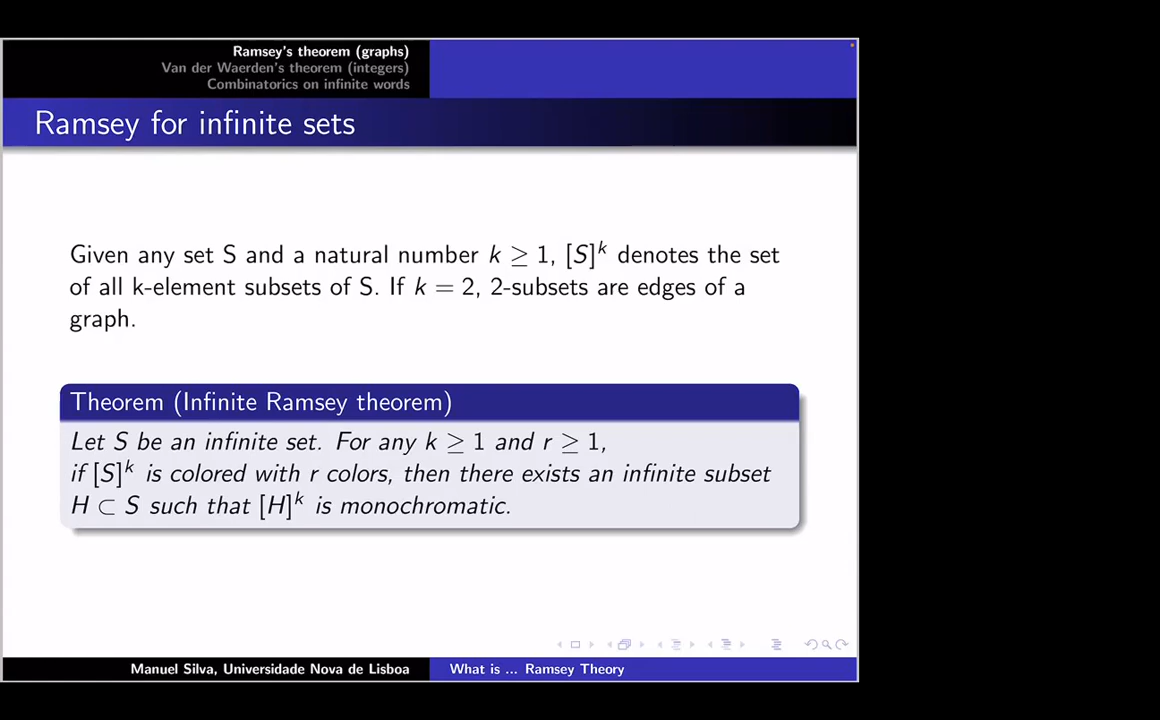 Ramsey's theorem (graphs)
Van der Waerden's theorem (integers)
Combinatorics on infinite words
Ramsey for infinite sets
Given any set S and a natural number k ≥ 1, [S]^k denotes the set
of all k-element subsets of S. If k = 2, 2-subsets are edges of a
graph.
Theorem (Infinite Ramsey theorem)
Let S be an infinite set. For any k ≥ 1 and r ≥ 1,
if [S]^k is colored with r colors, then there exists an infinite subset
H ⊂ S such that [H]^k is monochromatic.
Manuel Silva, Universidade Nova de Lisboa
What is ... Ramsey Theory